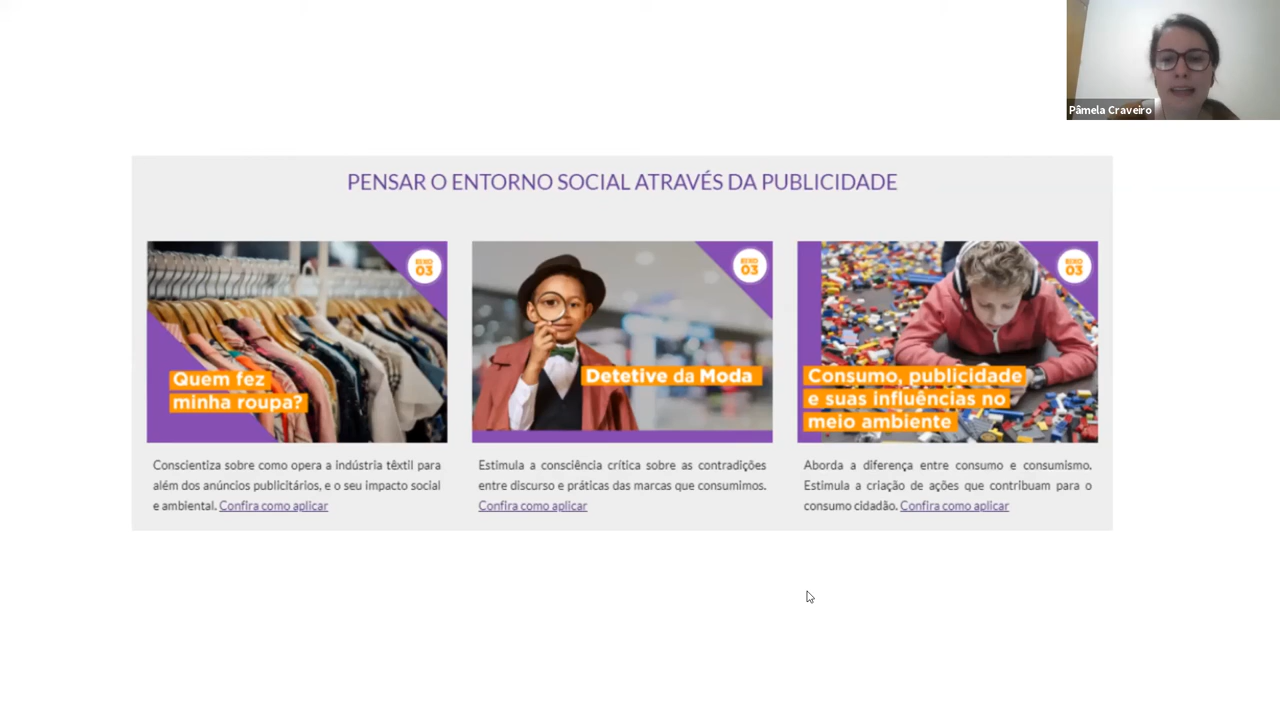 Pâmela Craveiro
PENSAR O ENTORNO SOCIAL ATRAVÉS DA PUBLICIDADE
EIXO
03
Quem fez
minha roupa?
Conscientiza sobre como opera a indústria têxtil para
além dos anúncios publicitários, e o seu impacto social
e ambiental. Confira como aplicar
EIXO
03
Detetive da Moda
Estimula a consciência crítica sobre as contradições
entre discurso e práticas das marcas que consumimos.
Confira como aplicar
EIXO
03
Consumo, publicidade
e suas influências no
meio ambiente
Aborda a diferença entre consumo e consumismo.
Estimula a criação de ações que contribuam para o
consumo cidadão. Confira como aplicar